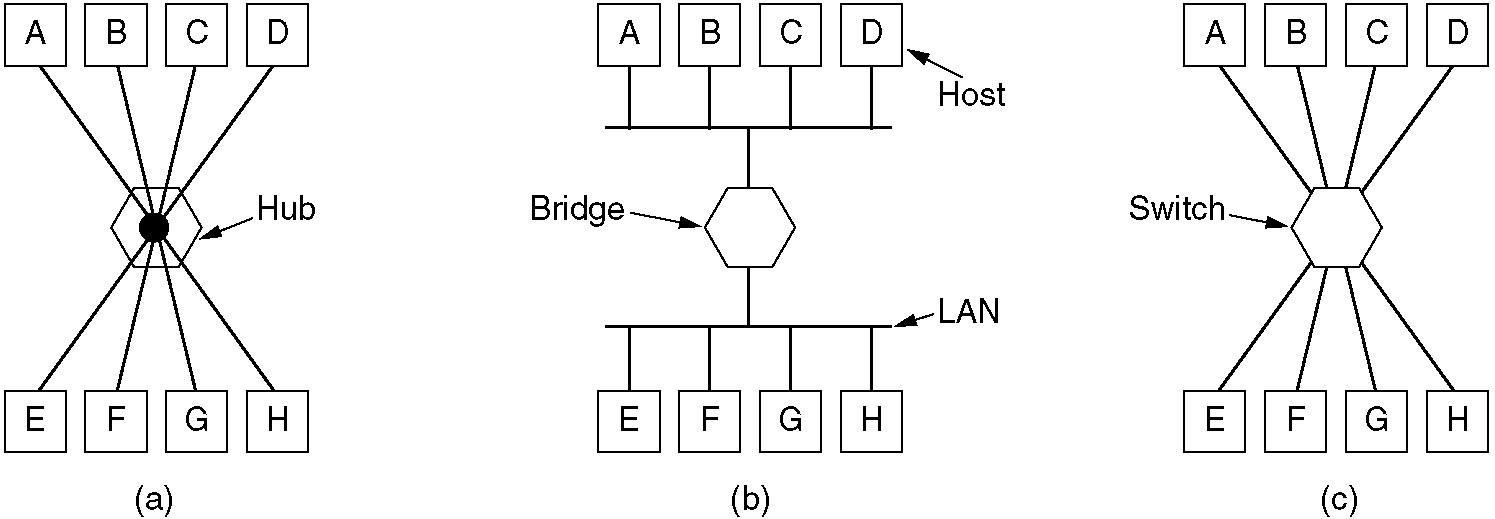 A B C D
A B C D
A B C D
Host
Hub
Bridge
Switch
LAN
E F G H
E F G H
E F G H
(a)
(b)
(c)